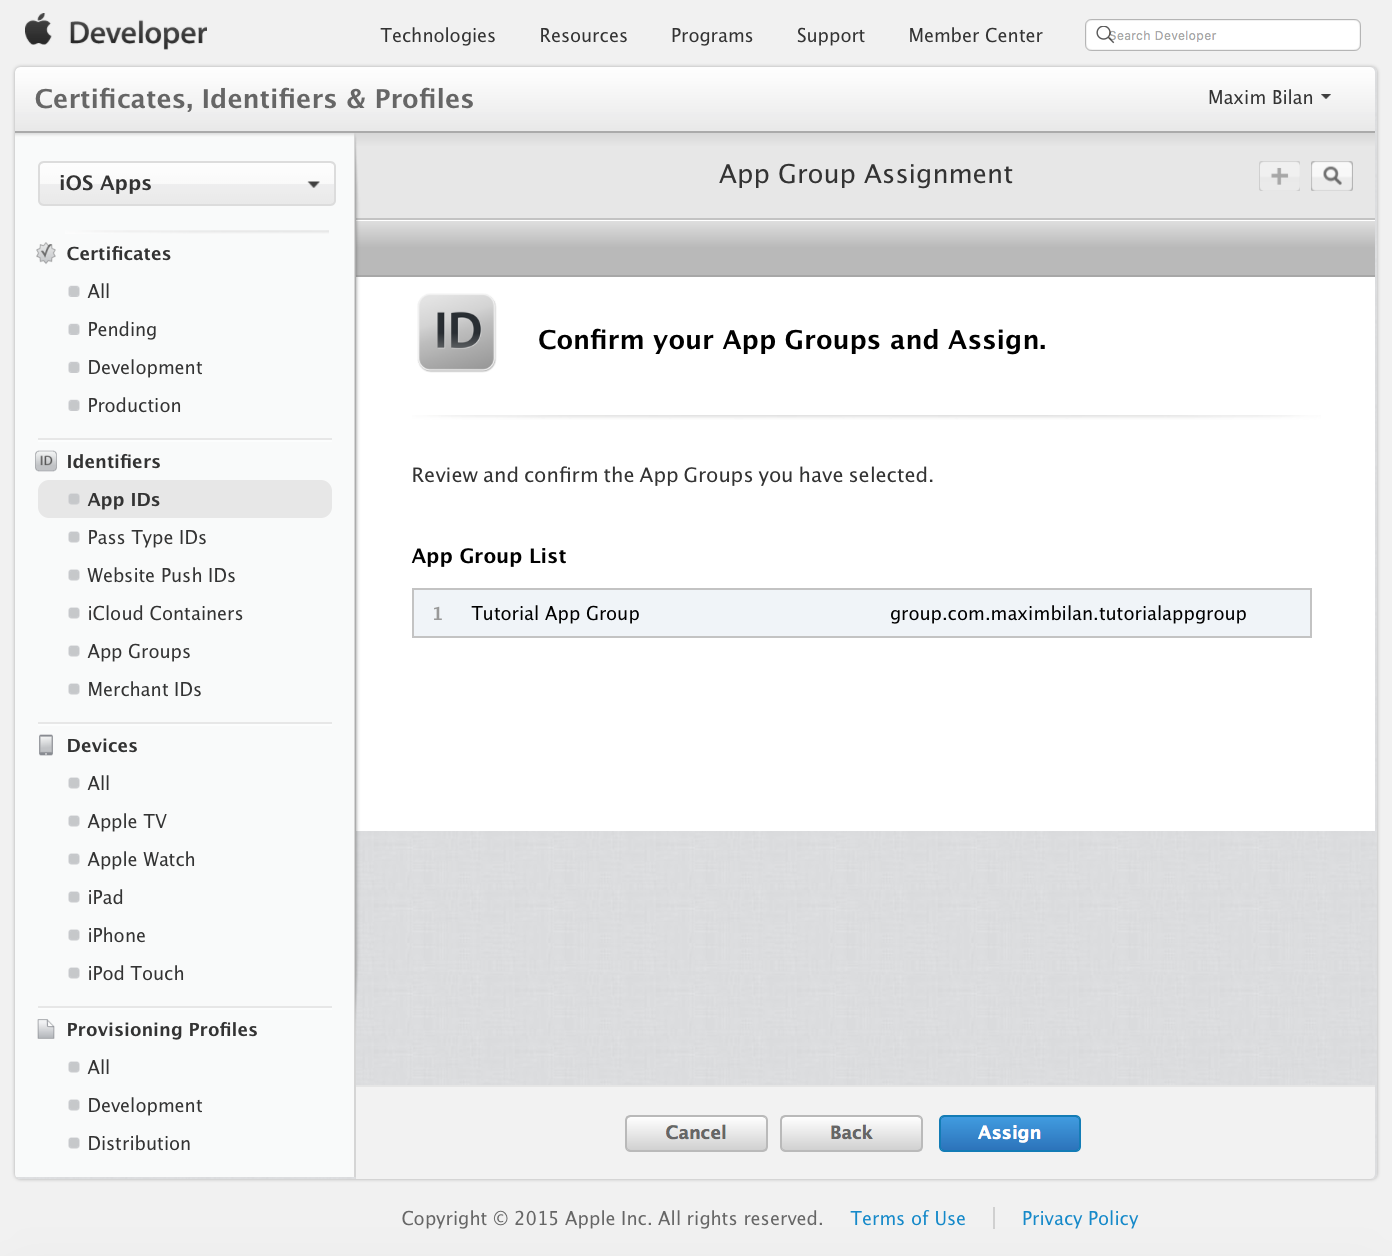 Developer
Technologies Resources Programs Support Member Center Search Developer
Certificates, Identifiers & Profiles
Maxim Bilan
iOS Apps
Certificates
All
Pending
Development
Production
ID Identifiers
App IDs
Pass Type IDs
Website Push IDs
iCloud Containers
App Groups
Merchant IDs
Devices
All
Apple TV
Apple Watch
iPad
iPhone
iPod Touch
Provisioning Profiles
All
Development
Distribution
App Group Assignment
ID
Confirm your App Groups and Assign.
Review and confirm the App Groups you have selected.
App Group List
1 Tutorial App Group group.com.maximbilan.tutorialappgroup
Cancel Back Assign
Copyright © 2015 Apple Inc. All rights reserved. Terms of Use Privacy Policy